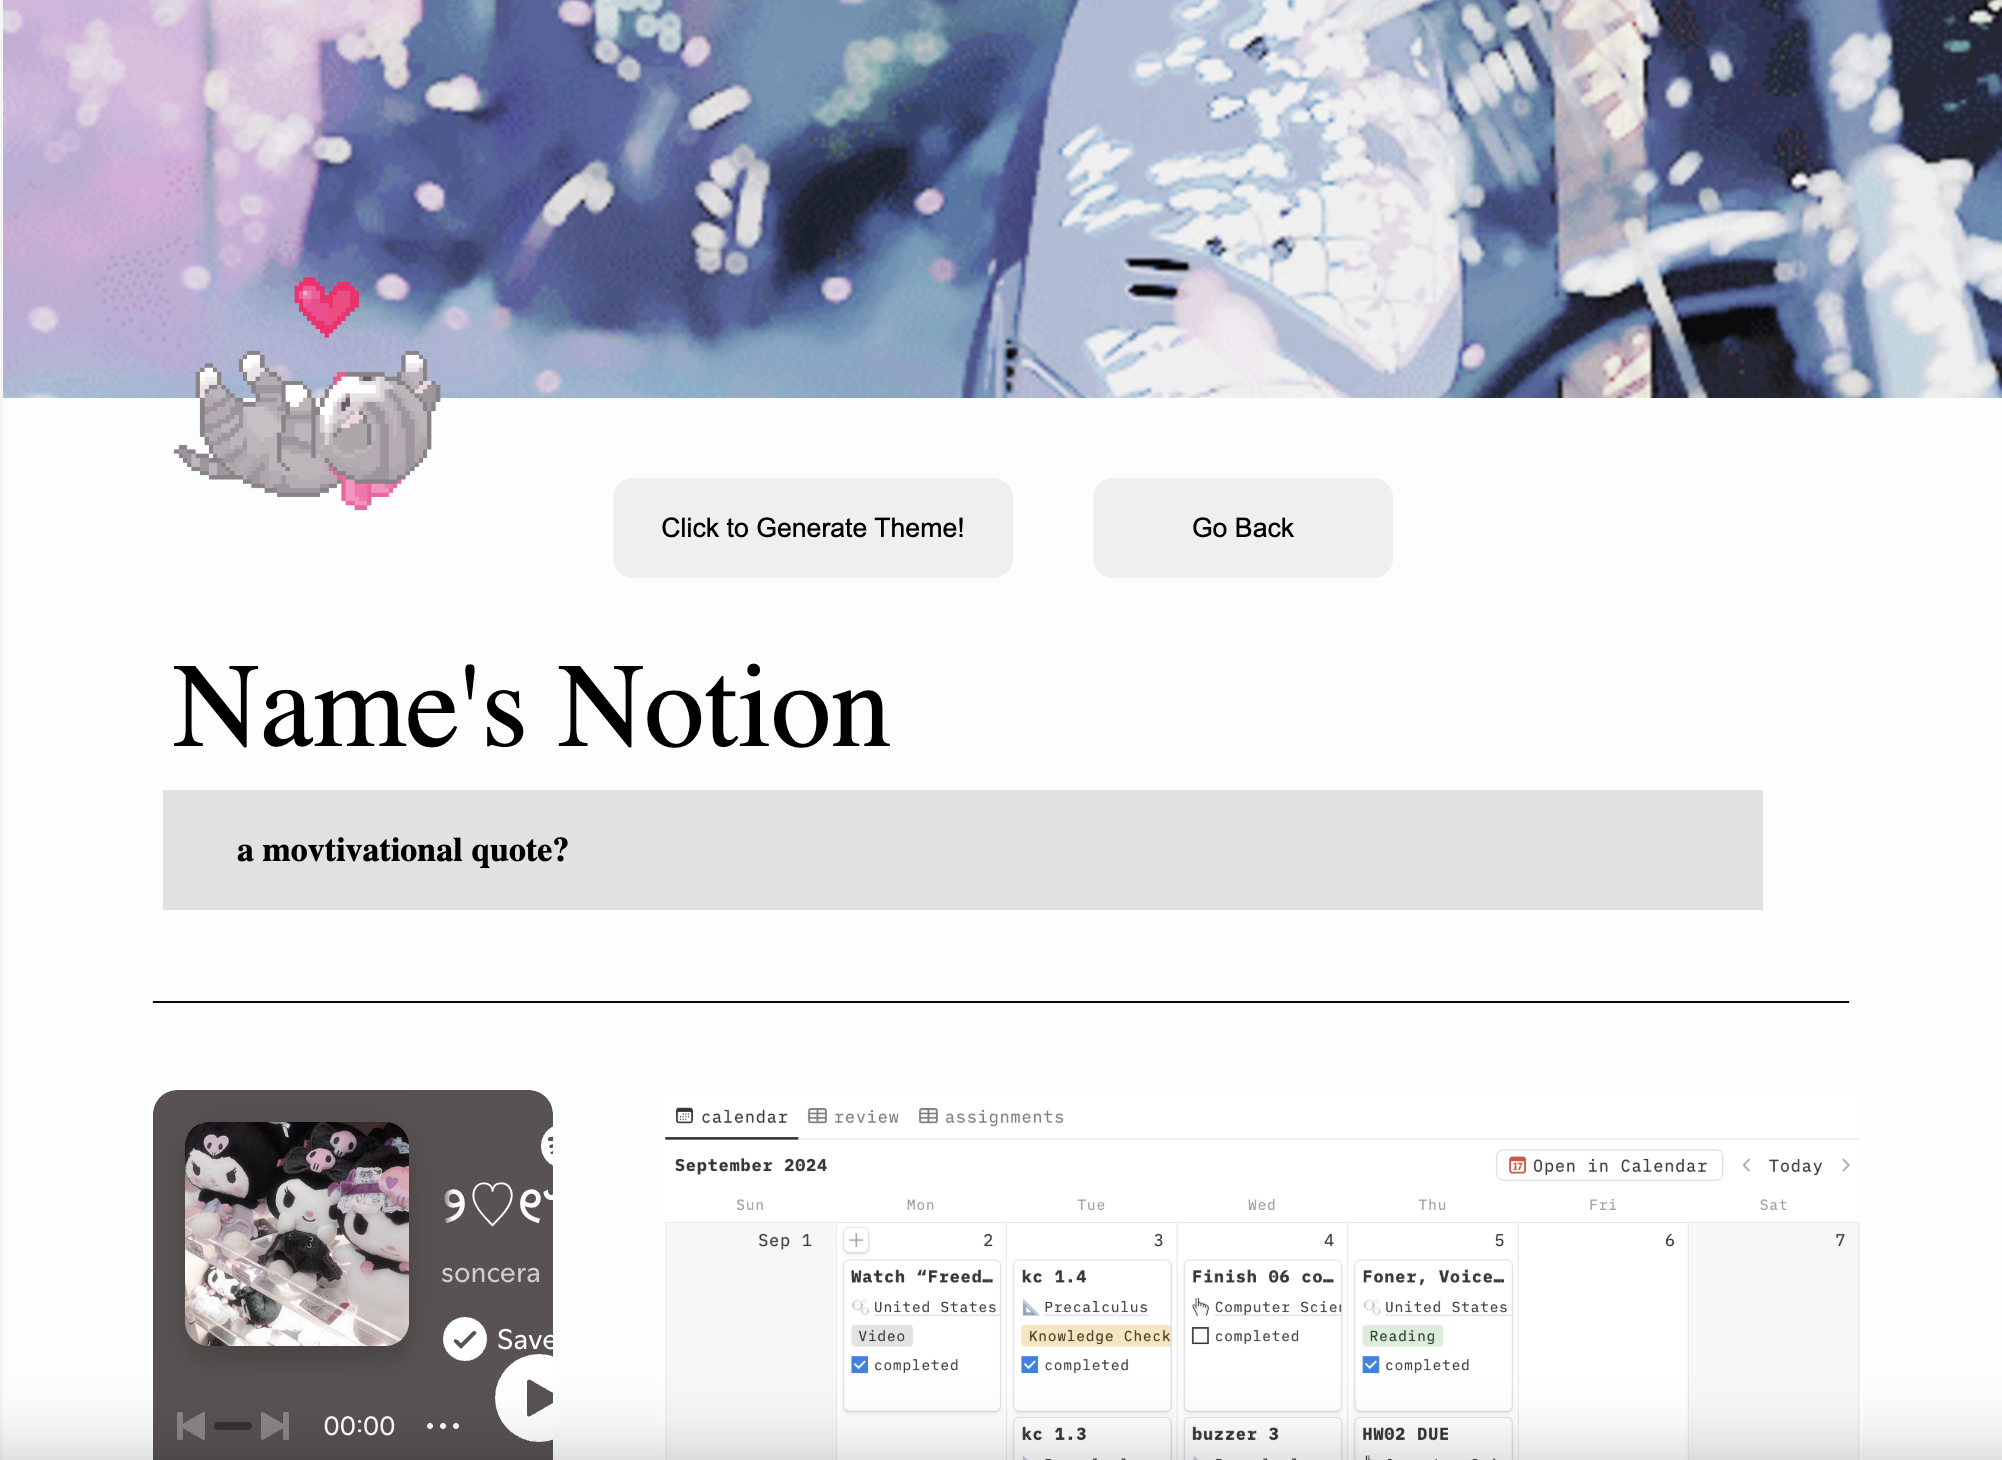 Click to Generate Theme!
Go Back
Name's Notion
a movtivational quote?
soncera
Save
00:00
calendar review assignments
September 2024
17 Open in Calendar Today
Sun Mon Tue Wed Thu Fri Sat
Sep 1 2 3 4 5 6 7
Watch “Freed…
United States
Video
completed
kc 1.4
Precalculus
Knowledge Check
completed
kc 1.3
Finish 06 co…
Computer Scien
completed
buzzer 3
Foner, Voice…
United States
Reading
completed
HW02 DUE